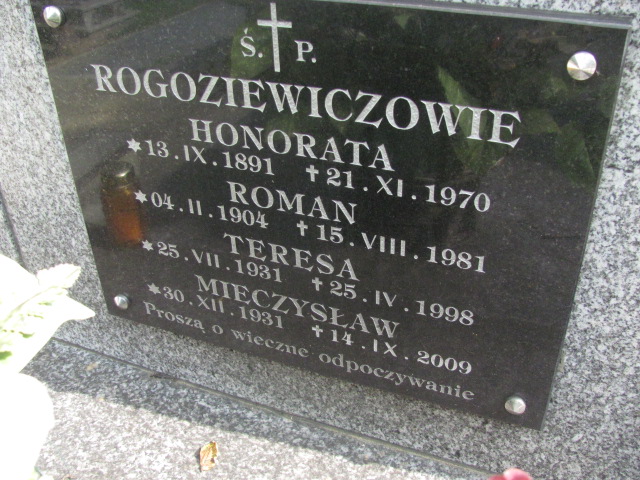 Ś. P.
ROGOZIEWICZOWIE
HONORATA
*13.IX.1891 +21.XI.1970
ROMAN
*04.II.1904 +15.VIII.1981
TERESA
*25.VII.1931 +25.IV.1998
MIECZYSŁAW
*30.XII.1931 +14.IX.2009
Proszą o wieczne odpoczywanie